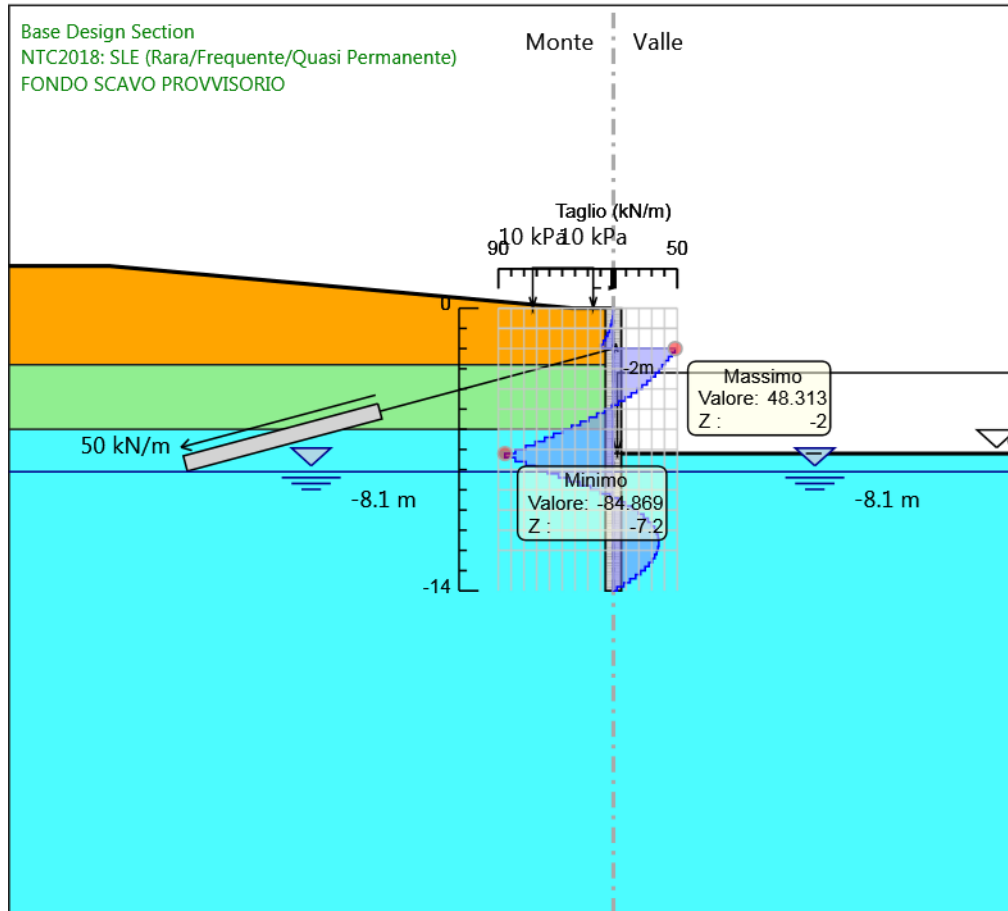 Base Design Section
NTC2018: SLE (Rara/Frequente/Quasi Permanente)
FONDO SCAVO PROVVISORIO
Monte
Valle
Taglio (kN/m)
10 kPa
10 kPa
90
50
0
-2m
Massimo
Valore: 48.313
Z : -2
50 kN/m
Minimo
Valore: -84.869
Z : -7.2
-8.1 m
-8.1 m
-14